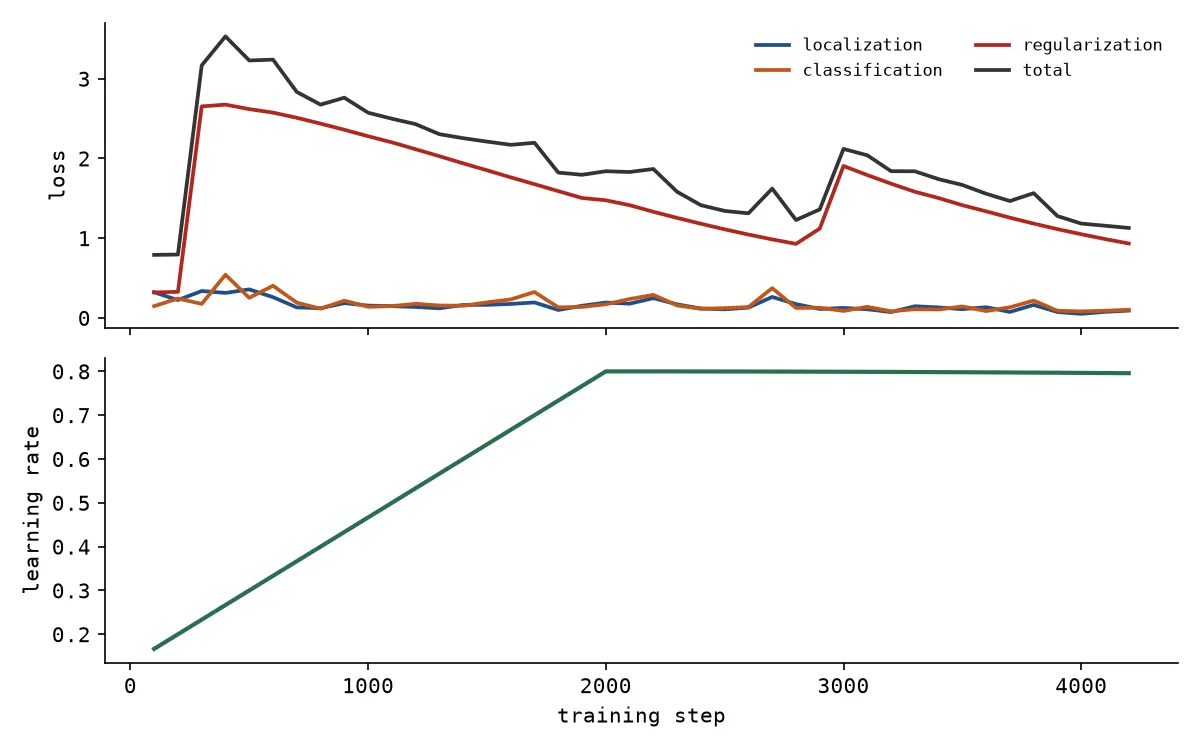 localization
classification
regularization
total
loss
3
2
1
0
learning rate
0.8
0.7
0.6
0.5
0.4
0.3
0.2
0 1000 2000 3000 4000
training step